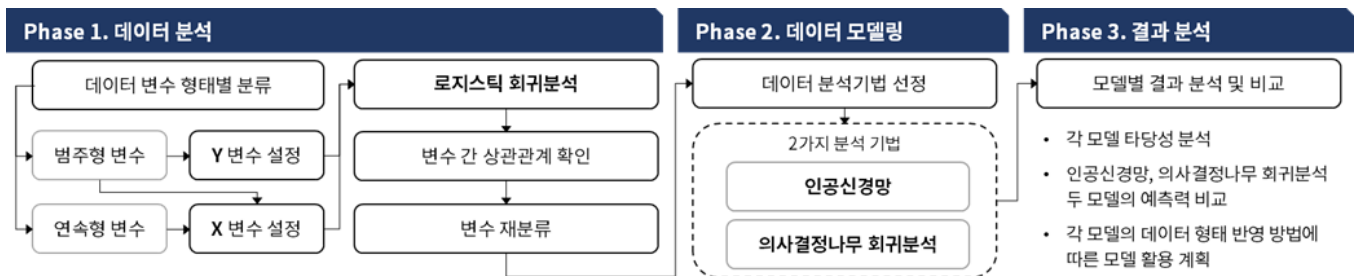 Phase 1. 데이터 분석
데이터 변수 형태별 분류
범주형 변수
Y 변수 설정
연속형 변수
X 변수 설정
로지스틱 회귀분석
변수 간 상관관계 확인
변수 재분류
Phase 2. 데이터 모델링
데이터 분석기법 선정
2가지 분석 기법
인공신경망
의사결정나무 회귀분석
Phase 3. 결과 분석
모델별 결과 분석 및 비교
• 각 모델 타당성 분석
• 인공신경망, 의사결정나무 회귀분석
두 모델의 예측력 비교
• 각 모델의 데이터 형태 반영 방법에
따른 모델 활용 계획